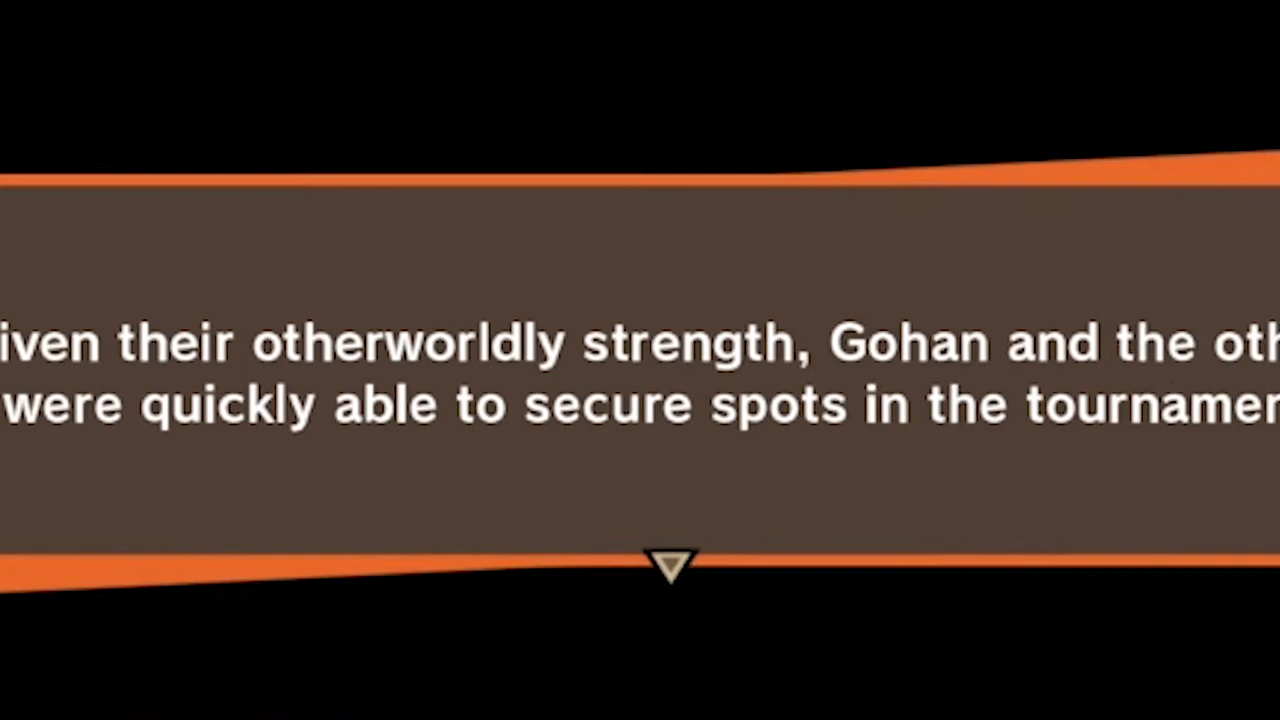 iven their otherworldly strength, Gohan and the oth
were quickly able to secure spots in the tournamen